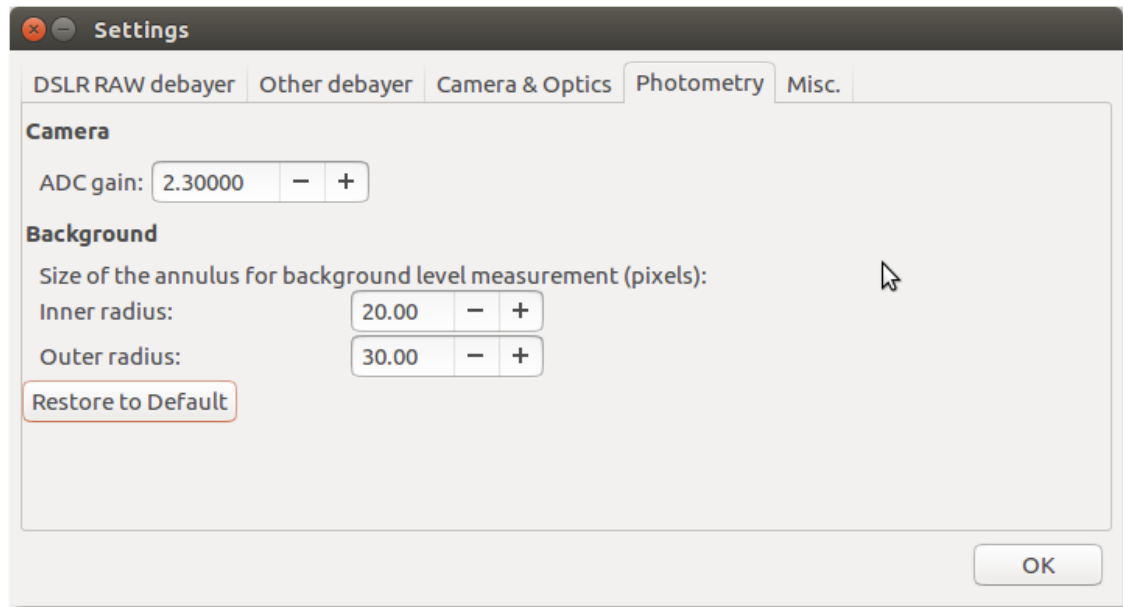 Settings
DSLR RAW debayer Other debayer Camera & Optics Photometry Misc.
Camera
ADC gain: 2.30000 − +
Background
Size of the annulus for background level measurement (pixels):
Inner radius: 20.00 − +
Outer radius: 30.00 − +
Restore to Default
OK